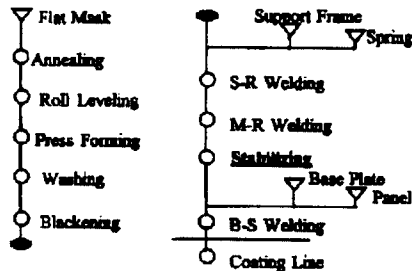 Flat Mask
Annealing
Roll Leveling
Press Forming
Washing
Blackening
Support Frame
Spring
S-R Welding
M-R Welding
Stabilizing
Base Plate
Panel
B-S Welding
Coating Line